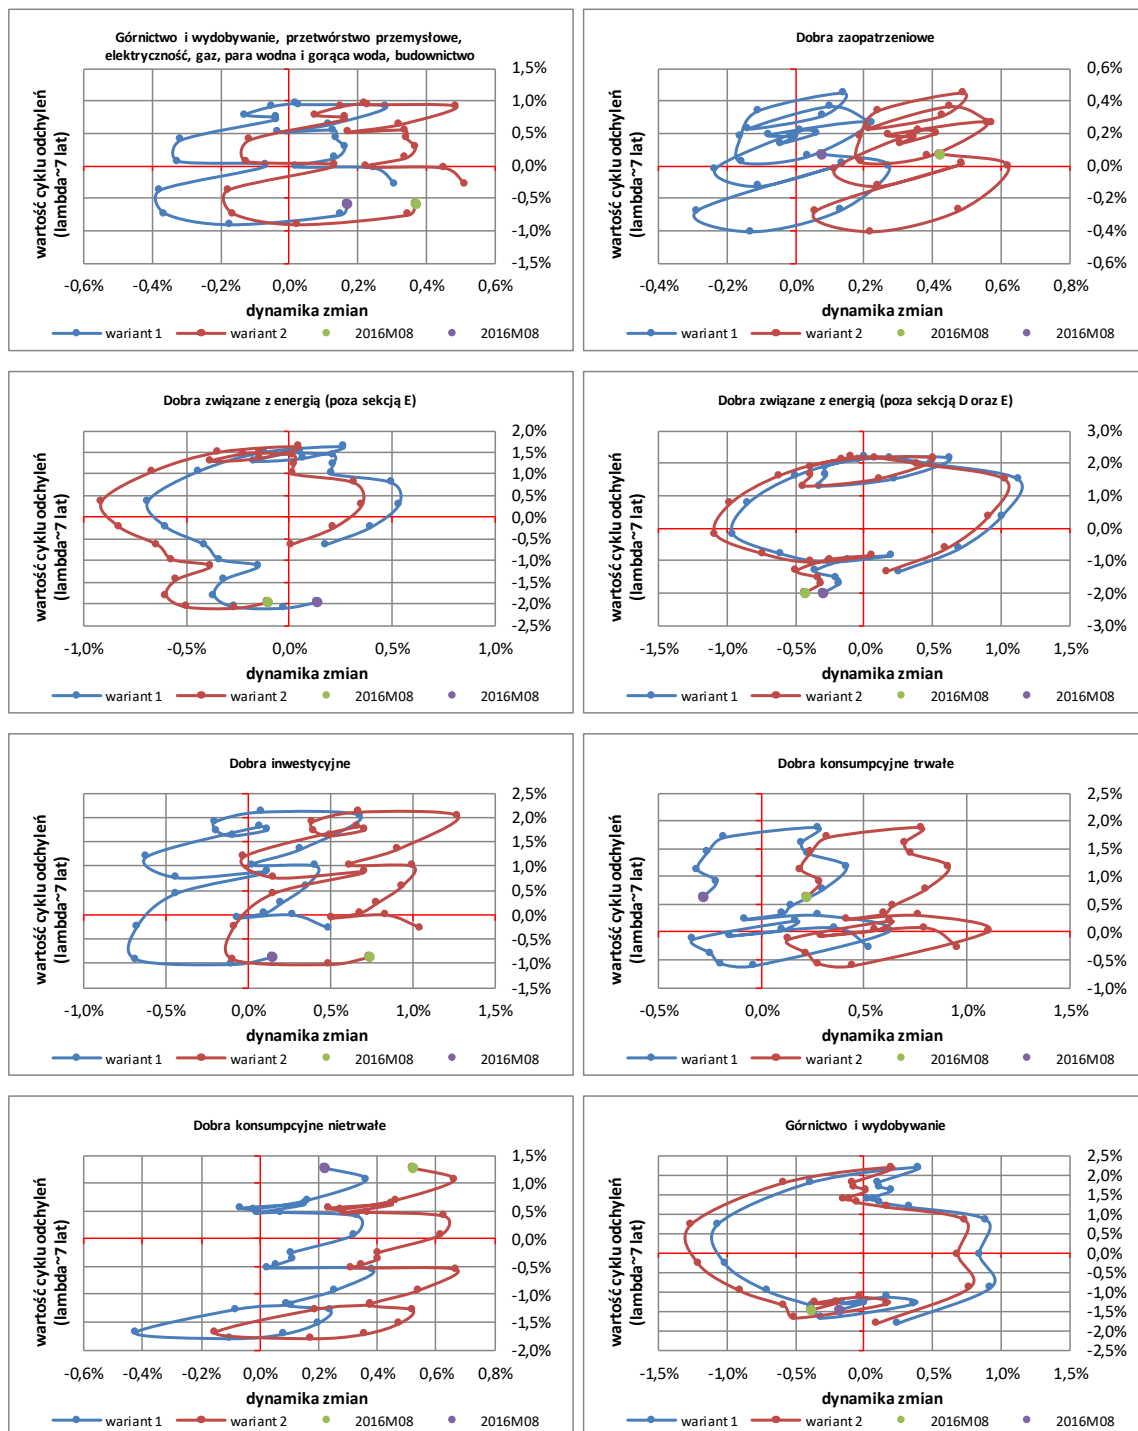 Górnictwo i wydobywanie, przetwórstwo przemysłowe,
elektryczność, gaz, para wodna i gorąca woda, budownictwo
1,5%
1,0%
0,5%
0,0%
-0,5%
-1,0%
-1,5%
-0,6% -0,4% -0,2% 0,0% 0,2% 0,4% 0,6%
wartość cyklu odchyleń
(lambda~7 lat)
dynamika zmian
wariant 1 wariant 2 2016M08 2016M08
Dobra zaopatrzeniowe
0,6%
0,4%
0,2%
0,0%
-0,2%
-0,4%
-0,6%
-0,4% -0,2% 0,0% 0,2% 0,4% 0,6% 0,8%
wartość cyklu odchyleń
(lambda~7 lat)
dynamika zmian
wariant 1 wariant 2 2016M08 2016M08
Dobra związane z energią (poza sekcją E)
2,0%
1,5%
1,0%
0,5%
0,0%
-0,5%
-1,0%
-1,5%
-2,0%
-2,5%
-1,0% -0,5% 0,0% 0,5% 1,0%
wartość cyklu odchyleń
(lambda~7 lat)
dynamika zmian
wariant 1 wariant 2 2016M08 2016M08
Dobra związane z energią (poza sekcją D oraz E)
3,0%
2,0%
1,0%
0,0%
-1,0%
-2,0%
-3,0%
-1,5% -1,0% -0,5% 0,0% 0,5% 1,0% 1,5%
wartość cyklu odchyleń
(lambda~7 lat)
dynamika zmian
wariant 1 wariant 2 2016M08 2016M08
Dobra inwestycyjne
2,5%
2,0%
1,5%
1,0%
0,5%
0,0%
-0,5%
-1,0%
-1,5%
-1,0% -0,5% 0,0% 0,5% 1,0% 1,5%
wartość cyklu odchyleń
(lambda~7 lat)
dynamika zmian
wariant 1 wariant 2 2016M08 2016M08
Dobra konsumpcyjne trwałe
2,5%
2,0%
1,5%
1,0%
0,5%
0,0%
-0,5%
-1,0%
-0,5% 0,0% 0,5% 1,0% 1,5%
wartość cyklu odchyleń
(lambda~7 lat)
dynamika zmian
wariant 1 wariant 2 2016M08 2016M08
Dobra konsumpcyjne nietrwałe
1,5%
1,0%
0,5%
0,0%
-0,5%
-1,0%
-1,5%
-2,0%
-0,6% -0,4% -0,2% 0,0% 0,2% 0,4% 0,6% 0,8%
wartość cyklu odchyleń
(lambda~7 lat)
dynamika zmian
wariant 1 wariant 2 2016M08 2016M08
Górnictwo i wydobywanie
2,5%
2,0%
1,5%
1,0%
0,5%
0,0%
-0,5%
-1,0%
-1,5%
-2,0%
-2,5%
-1,5% -1,0% -0,5% 0,0% 0,5% 1,0% 1,5%
wartość cyklu odchyleń
(lambda~7 lat)
dynamika zmian
wariant 1 wariant 2 2016M08 2016M08